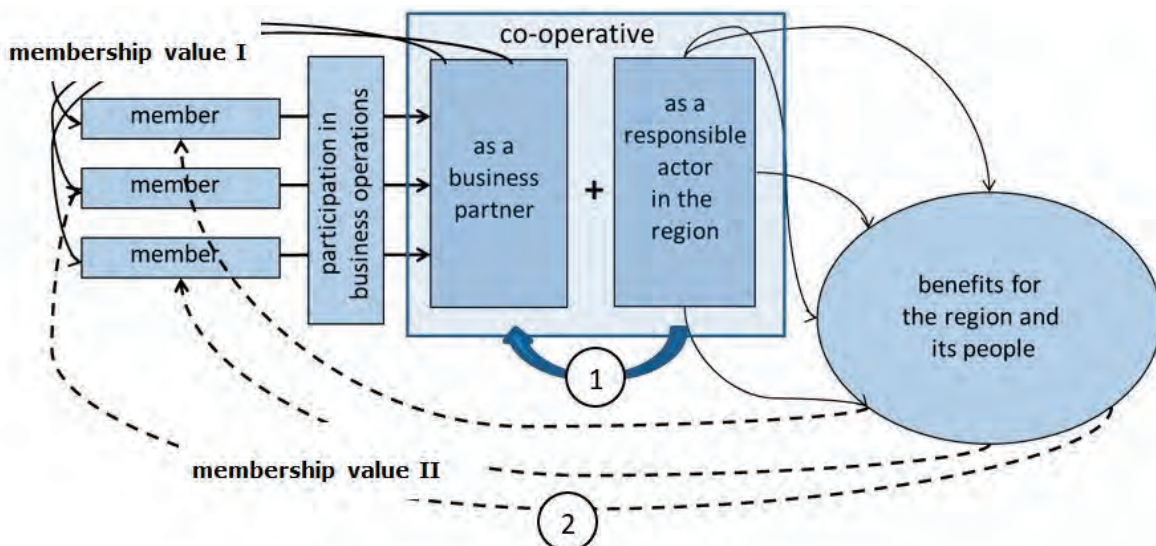 co-operative
membership value I
member
member
member
participation in
business operations
as a
business
partner
+
as a
responsible
actor
in the
region
benefits for
the region and
its people
1
membership value II
2